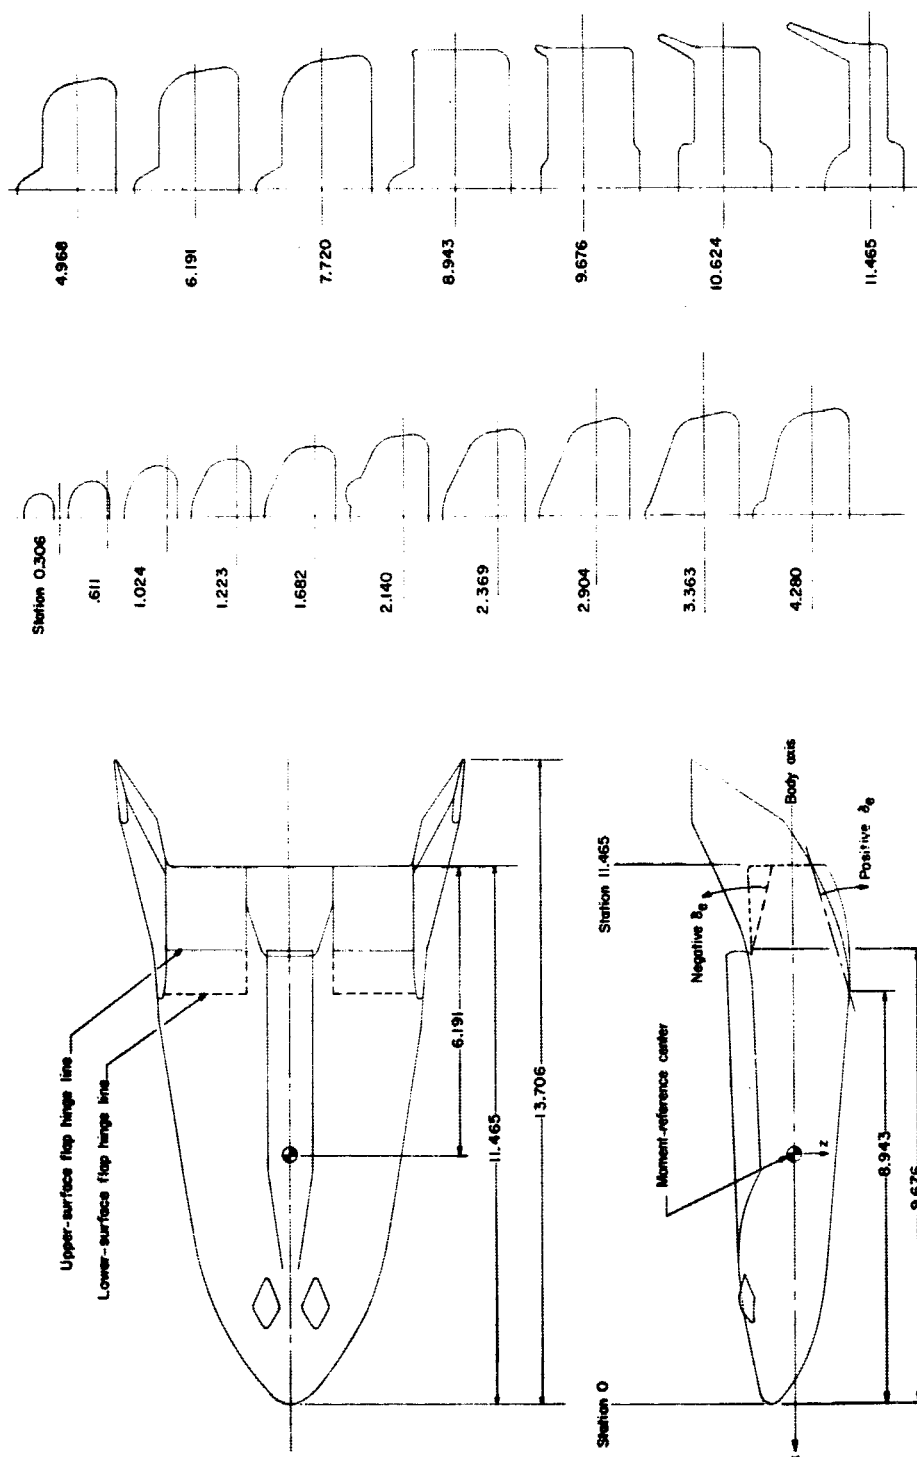 4.968
6.191
7.720
8.943
9.676
10.624
11.465
Station 0.306
.611
1.024
1.223
1.682
2.140
2.369
2.904
3.363
4.280
Upper-surface flap hinge line
Lower-surface flap hinge line
6.191
11.465
13.706
Station 0
Station 11.465
Moment-reference center
Negative δe
Positive δe
Body axis
z
8.943
9.676